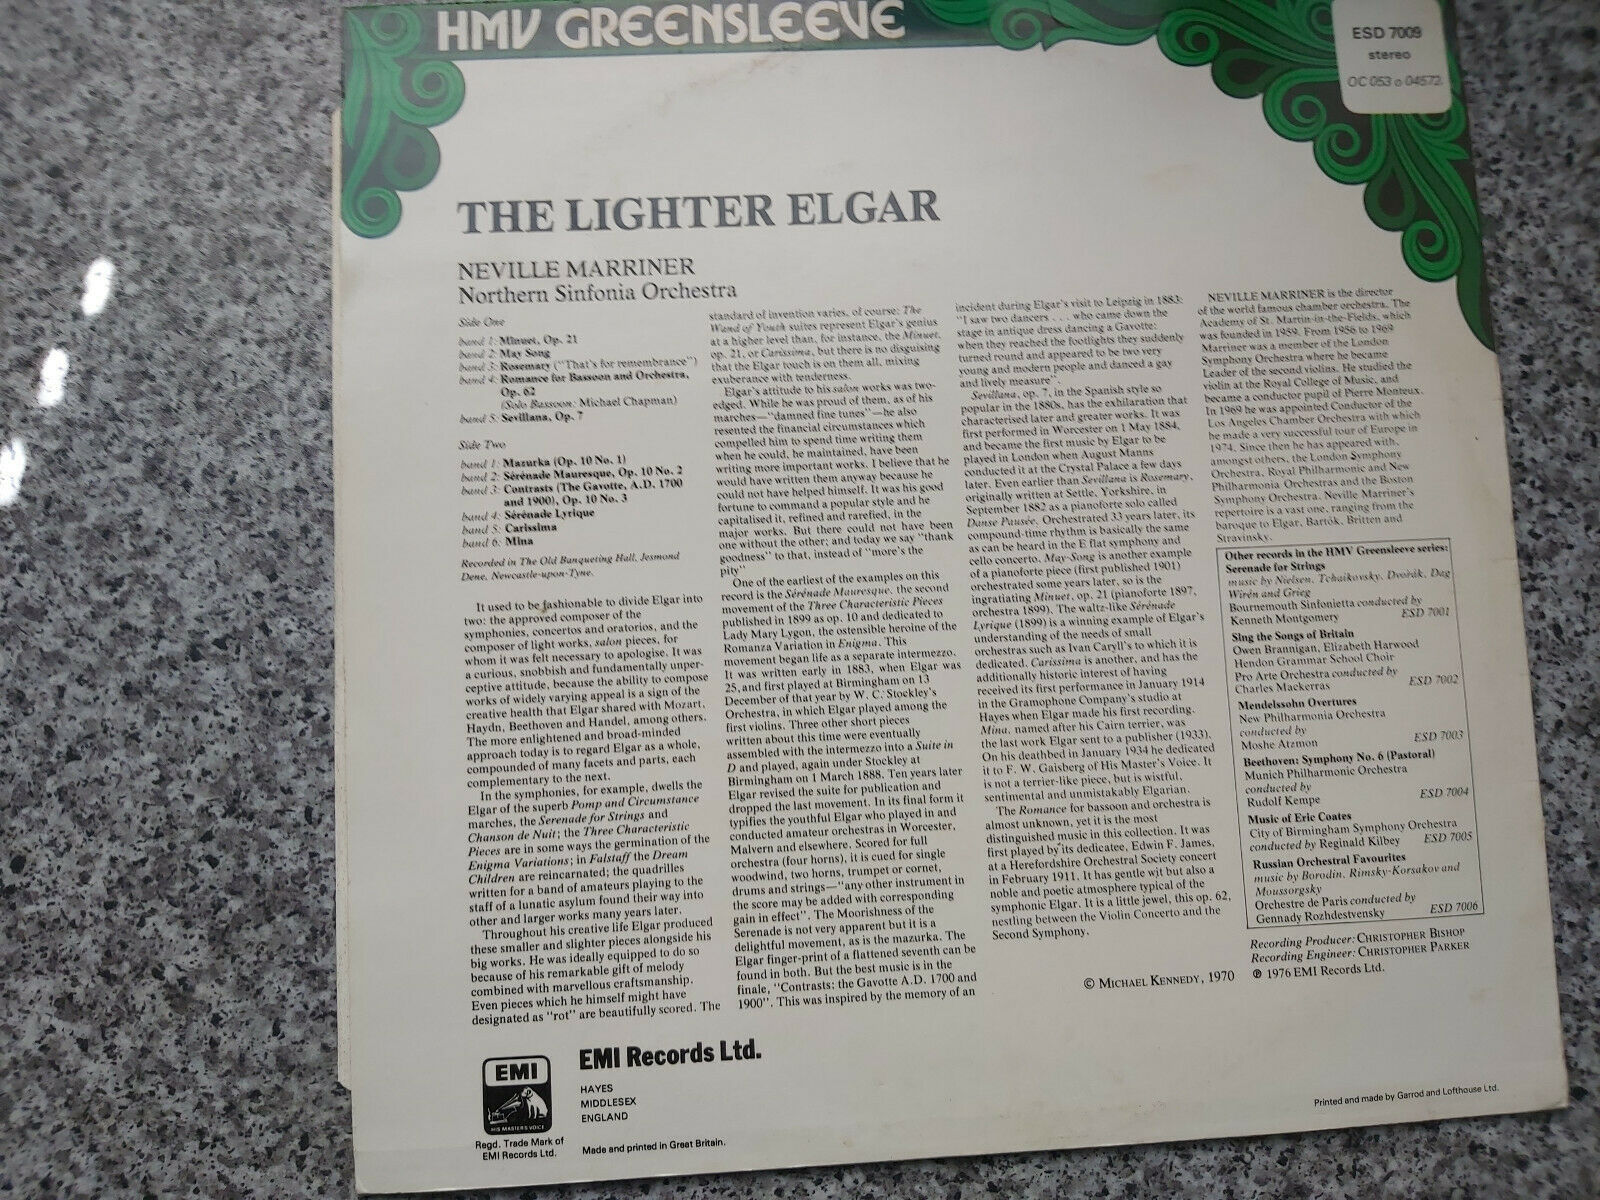 HMV GREENSLEEVE
ESD 7009
stereo
OC 053 o 04572
THE LIGHTER ELGAR
NEVILLE MARRINER
Northern Sinfonia Orchestra
Side One
band 1: Minuet, Op. 21
band 2: May Song
band 3: Rosemary ("That's for remembrance")
band 4: Romance for Bassoon and Orchestra,
Op. 62
(Solo Bassoon: Michael Chapman)
band 5: Sevillana, Op. 7
Side Two
band 1: Mazurka (Op. 10 No. 1)
band 2: Sérénade Mauresque, Op. 10 No. 2
band 3: Contrasts (The Gavotte, A.D. 1700
and 1900), Op. 10 No. 3
band 4: Sérénade Lyrique
band 5: Carissima
band 6: Mina
Recorded in The Old Banqueting Hall, Jesmond
Dene, Newcastle-upon-Tyne.
It used to be fashionable to divide Elgar into
two: the approved composer of the
symphonies, concertos and oratorios, and the
composer of light works, salon pieces, for
whom it was felt necessary to apologise. It was
a curious, snobbish and fundamentally unper-
ceptive attitude, because the ability to compose
works of widely varying appeal is a sign of the
creative health that Elgar shared with Mozart,
Haydn, Beethoven and Handel, among others.
The more enlightened and broad-minded
approach today is to regard Elgar as a whole,
compounded of many facets and parts, each
complementary to the next.
In the symphonies, for example, dwells the
Elgar of the superb Pomp and Circumstance
marches, the Serenade for Strings and
Chanson de Nuit; the Three Characteristic
Pieces are in some ways the germination of the
Enigma Variations; in Falstaff the Dream
Children are reincarnated; the quadrilles
written for a band of amateurs playing to the
staff of a lunatic asylum found their way into
other and larger works many years later.
Throughout his creative life Elgar produced
these smaller and slighter pieces alongside his
big works. He was ideally equipped to do so
because of his remarkable gift of melody
combined with marvellous craftsmanship.
Even pieces which he himself might have
designated as "rot" are beautifully scored. The
standard of invention varies, of course: The
Wand of Youth suites represent Elgar's genius
at a higher level than, for instance, the Minuet,
op. 21, or Carissima, but there is no disguising
that the Elgar touch is on them all, mixing
exuberance with tenderness.
Elgar's attitude to his salon works was two-
edged. While he was proud of them, as of his
marches—"damned fine tunes"—he also
resented the financial circumstances which
compelled him to spend time writing them
when he could, he maintained, have been
writing more important works. I believe that he
would have written them anyway because he
could not have helped himself. It was his good
fortune to command a popular style and he
capitalised it, refined and rarefied, in the
major works. But there could not have been
one without the other; and today we say "thank
goodness" to that, instead of "more's the
pity"
One of the earliest of the examples on this
record is the Sérénade Mauresque, the second
movement of the Three Characteristic Pieces
published in 1899 as op. 10 and dedicated to
Lady Mary Lygon, the ostensible heroine of the
Romanza Variation in Enigma. This
movement began life as a separate intermezzo.
It was written early in 1883, when Elgar was
25, and first played at Birmingham on 13
December of that year by W. C. Stockley's
Orchestra, in which Elgar played among the
first violins. Three other short pieces
written about this time were eventually
assembled with the intermezzo into a Suite in
D and played, again under Stockley at
Birmingham on 1 March 1888. Ten years later
Elgar revised the suite for publication and
dropped the last movement. In its final form it
typifies the youthful Elgar who played in and
conducted amateur orchestras in Worcester,
Malvern and elsewhere. Scored for full
orchestra (four horns), it is cued for single
woodwind, two horns, trumpet or cornet,
drums and strings—"any other instrument in
the score may be added with corresponding
gain in effect". The Moorishness of the
Serenade is not very apparent but it is a
delightful movement, as is the mazurka. The
Elgar finger-print of a flattened seventh can be
found in both. But the best music is in the
finale, "Contrasts: the Gavotte A.D. 1700 and
1900". This was inspired by the memory of an
incident during Elgar's visit to Leipzig in 1883:
"I saw two dancers . . . who came down the
stage in antique dress dancing a Gavotte:
when they reached the footlights they suddenly
turned round and appeared to be two very
young and modern people and danced a gay
and lively measure".
Sevillana, op. 7, in the Spanish style so
popular in the 1880s, has the exhilaration that
characterised later and greater works. It was
first performed in Worcester on 1 May 1884,
and became the first music by Elgar to be
played in London when August Manns
conducted it at the Crystal Palace a few days
later. Even earlier than Sevillana is Rosemary,
originally written at Settle, Yorkshire, in
September 1882 as a pianoforte solo called
Danse Pausée. Orchestrated 33 years later, its
compound-time rhythm is basically the same
as can be heard in the E flat symphony and
cello concerto. May-Song is another example
of a pianoforte piece (first published 1901)
orchestrated some years later, so is the
ingratiating Minuet, op. 21 (pianoforte 1897,
orchestra 1899). The waltz-like Sérénade
Lyrique (1899) is a winning example of Elgar's
understanding of the needs of small
orchestras such as Ivan Caryll's to which it is
dedicated. Carissima is another, and has the
additionally historic interest of having
received its first performance in January 1914
in the Gramophone Company's studio at
Hayes when Elgar made his first recording.
Mina, named after his Cairn terrier, was
the last work Elgar sent to a publisher (1933).
On his deathbed in January 1934 he dedicated
it to F. W. Gaisberg of His Master's Voice. It
is not a terrier-like piece, but is wistful,
sentimental and unmistakably Elgarian.
The Romance for bassoon and orchestra is
almost unknown, yet it is the most
distinguished music in this collection. It was
first played by its dedicatee, Edwin F. James,
at a Herefordshire Orchestral Society concert
in February 1911. It has gentle wit but also a
noble and poetic atmosphere typical of the
symphonic Elgar. It is a little jewel, this op. 62,
nestling between the Violin Concerto and the
Second Symphony.
© MICHAEL KENNEDY, 1970
NEVILLE MARRINER is the director
of the world famous chamber orchestra, The
Academy of St. Martin-in-the-Fields, which
was founded in 1959. From 1956 to 1969
Marriner was a member of the London
Symphony Orchestra where he became
Leader of the second violins. He studied the
violin at the Royal College of Music, and
became a conductor pupil of Pierre Monteux.
In 1969 he was appointed Conductor of the
Los Angeles Chamber Orchestra with which
he made a very successful tour of Europe in
1974. Since then he has appeared with,
amongst others, the London Symphony
Orchestra, Royal Philharmonic and New
Philharmonia Orchestras and the Boston
Symphony Orchestra. Neville Marriner's
repertoire is a vast one, ranging from the
baroque to Elgar, Bartók, Britten and
Stravinsky.
Other records in the HMV Greensleeve series:
Serenade for Strings
music by Nielsen, Tchaikovsky, Dvořák, Dag
Wirén and Grieg
Bournemouth Sinfonietta conducted by
Kenneth Montgomery ESD 7001
Sing the Songs of Britain
Owen Brannigan, Elizabeth Harwood
Hendon Grammar School Choir
Pro Arte Orchestra conducted by
Charles Mackerras ESD 7002
Mendelssohn Overtures
New Philharmonia Orchestra
conducted by
Moshe Atzmon ESD 7003
Beethoven: Symphony No. 6 (Pastoral)
Munich Philharmonic Orchestra
conducted by
Rudolf Kempe ESD 7004
Music of Eric Coates
City of Birmingham Symphony Orchestra
conducted by Reginald Kilbey ESD 7005
Russian Orchestral Favourites
music by Borodin, Rimsky-Korsakov and
Moussorgsky
Orchestre de Paris conducted by
Gennady Rozhdestvensky ESD 7006
Recording Producer: CHRISTOPHER BISHOP
Recording Engineer: CHRISTOPHER PARKER
℗ 1976 EMI Records Ltd.
EMI
HIS MASTER'S VOICE
Regd. Trade Mark of
EMI Records Ltd.
EMI Records Ltd.
HAYES
MIDDLESEX
ENGLAND
Made and printed in Great Britain.
Printed and made by Garrod and Lofthouse Ltd.